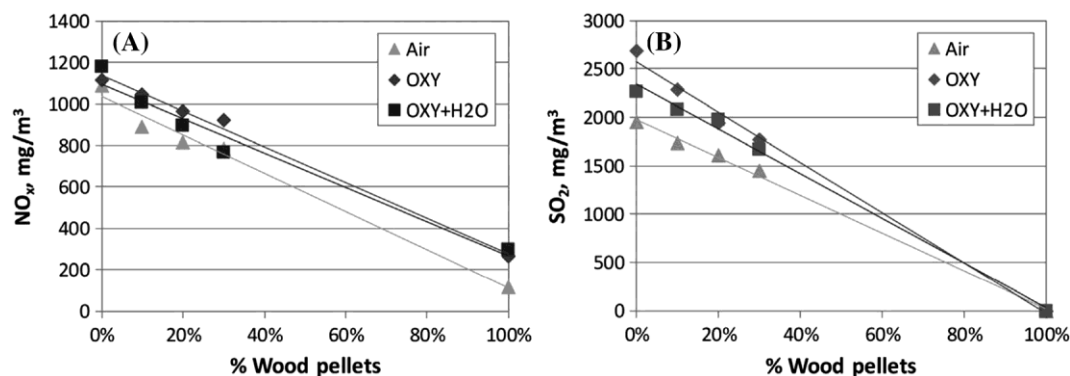 (A)
Air
OXY
OXY+H2O
1400
1200
1000
800
600
400
200
0
NOx, mg/m³
0% 20% 40% 60% 80% 100%
% Wood pellets
(B)
Air
OXY
OXY+H2O
3000
2500
2000
1500
1000
500
0
SO2, mg/m³
0% 20% 40% 60% 80% 100%
% Wood pellets